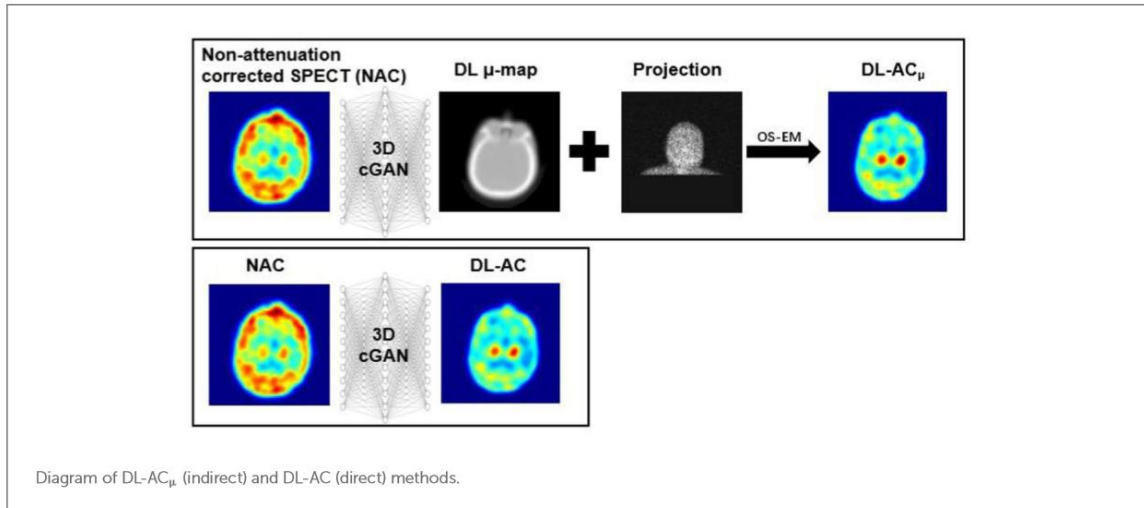 Non-attenuation
corrected SPECT (NAC)
DL μ-map
Projection
DL-ACμ
3D
cGAN
OS-EM
NAC
DL-AC
3D
cGAN
Diagram of DL-ACμ (indirect) and DL-AC (direct) methods.